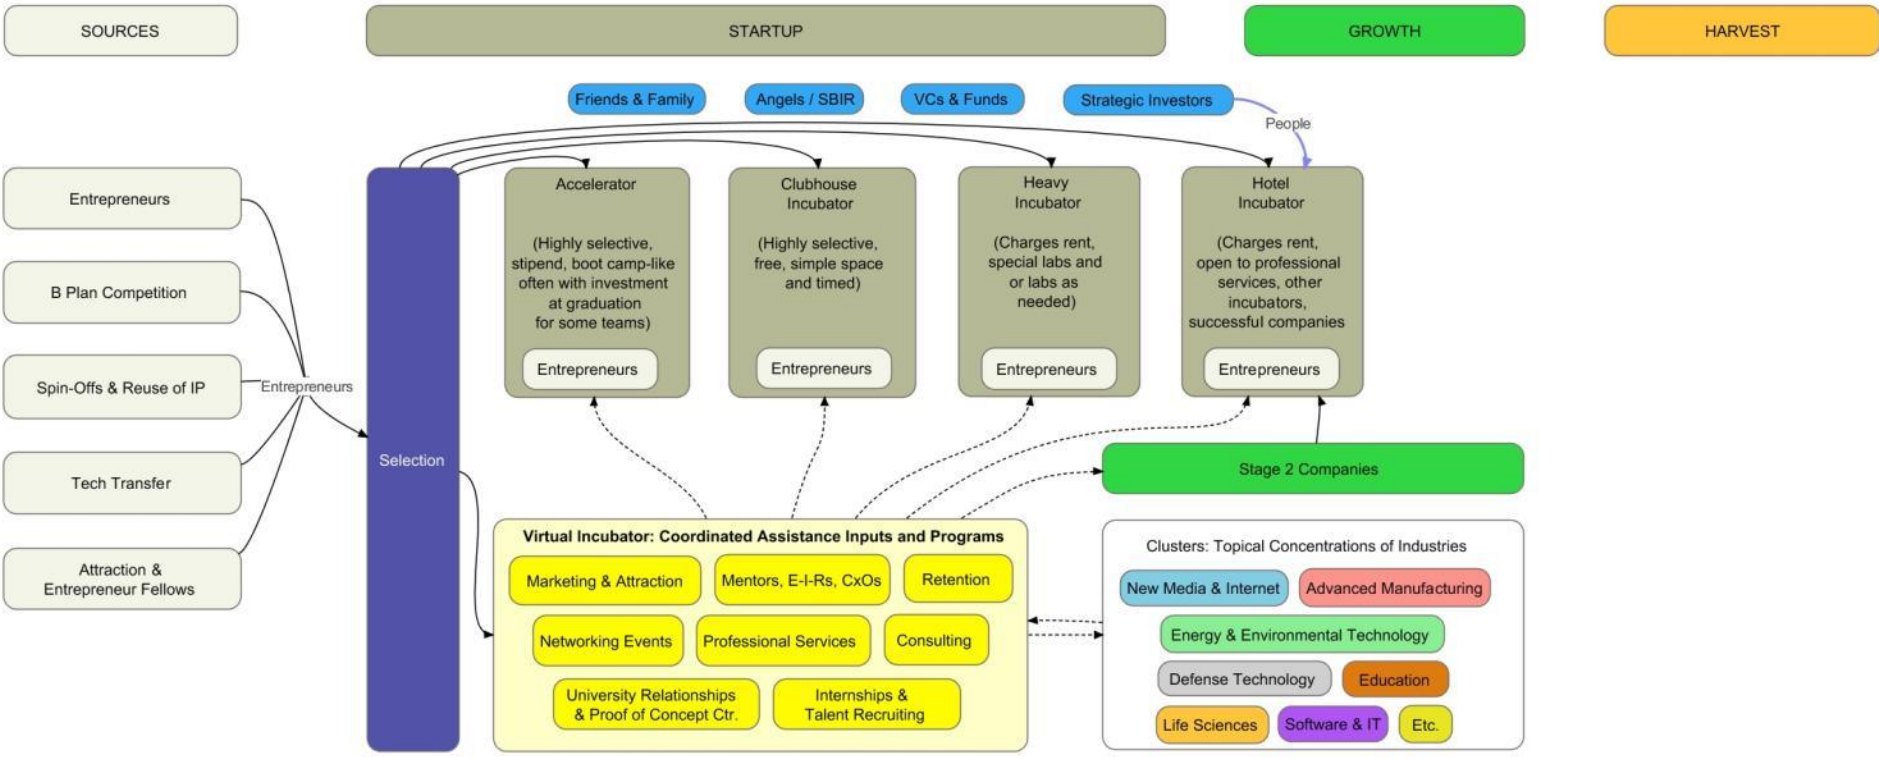 SOURCES
STARTUP
GROWTH
HARVEST
Friends & Family
Angels / SBIR
VCs & Funds
Strategic Investors
People
Entrepreneurs
B Plan Competition
Spin-Offs & Reuse of IP
Tech Transfer
Attraction &
Entrepreneur Fellows
Entrepreneurs
Selection
Accelerator
(Highly selective,
stipend, boot camp-like
often with investment
at graduation
for some teams)
Entrepreneurs
Clubhouse
Incubator
(Highly selective,
free, simple space
and timed)
Entrepreneurs
Heavy
Incubator
(Charges rent,
special labs and
or labs as
needed)
Entrepreneurs
Hotel
Incubator
(Charges rent,
open to professional
services, other
incubators,
successful companies
Entrepreneurs
Stage 2 Companies
Virtual Incubator: Coordinated Assistance Inputs and Programs
Marketing & Attraction
Mentors, E-I-Rs, CxOs
Retention
Networking Events
Professional Services
Consulting
University Relationships
& Proof of Concept Ctr.
Internships &
Talent Recruiting
Clusters: Topical Concentrations of Industries
New Media & Internet
Advanced Manufacturing
Energy & Environmental Technology
Defense Technology
Education
Life Sciences
Software & IT
Etc.